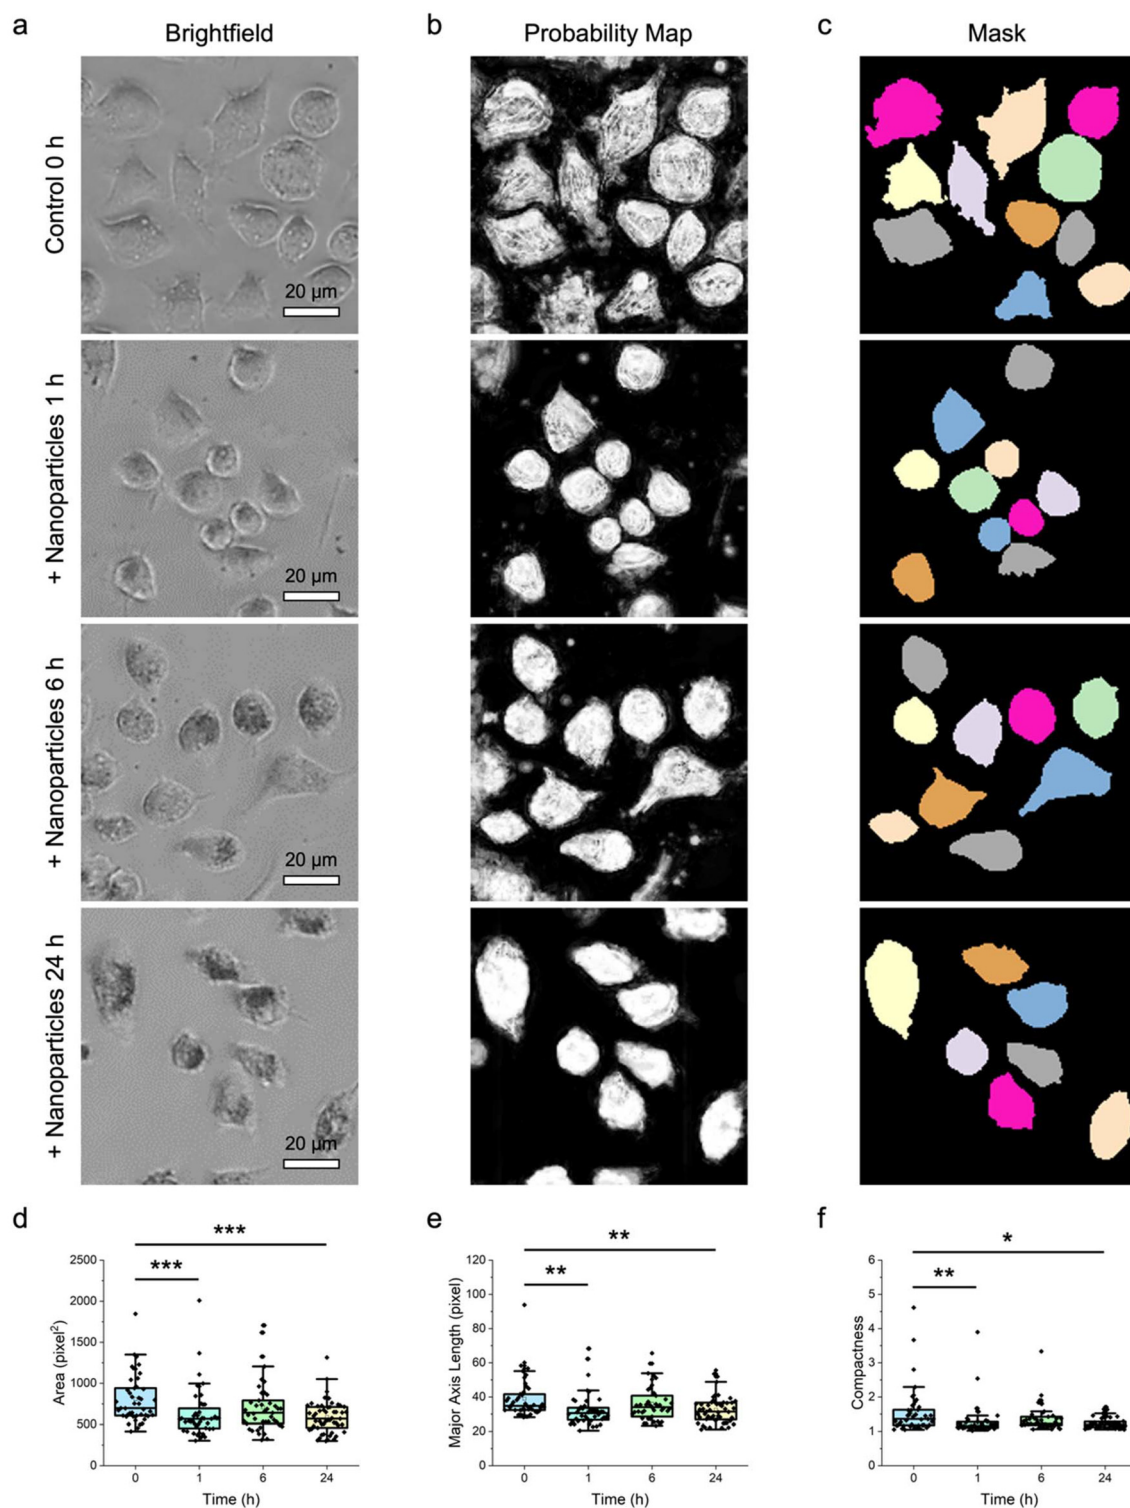 a
Brightfield
b
Probability Map
c
Mask
Control 0 h
20 µm
+ Nanoparticles 1 h
20 µm
+ Nanoparticles 6 h
20 µm
+ Nanoparticles 24 h
20 µm
d
***
***
2500
2000
1500
1000
500
0
Area (pixel²)
0 1 6 24
Time (h)
e
**
**
120
100
80
60
40
20
0
Major Axis Length (pixel)
0 1 6 24
Time (h)
f
*
**
6
5
4
3
2
1
0
Compactness
0 1 6 24
Time (h)